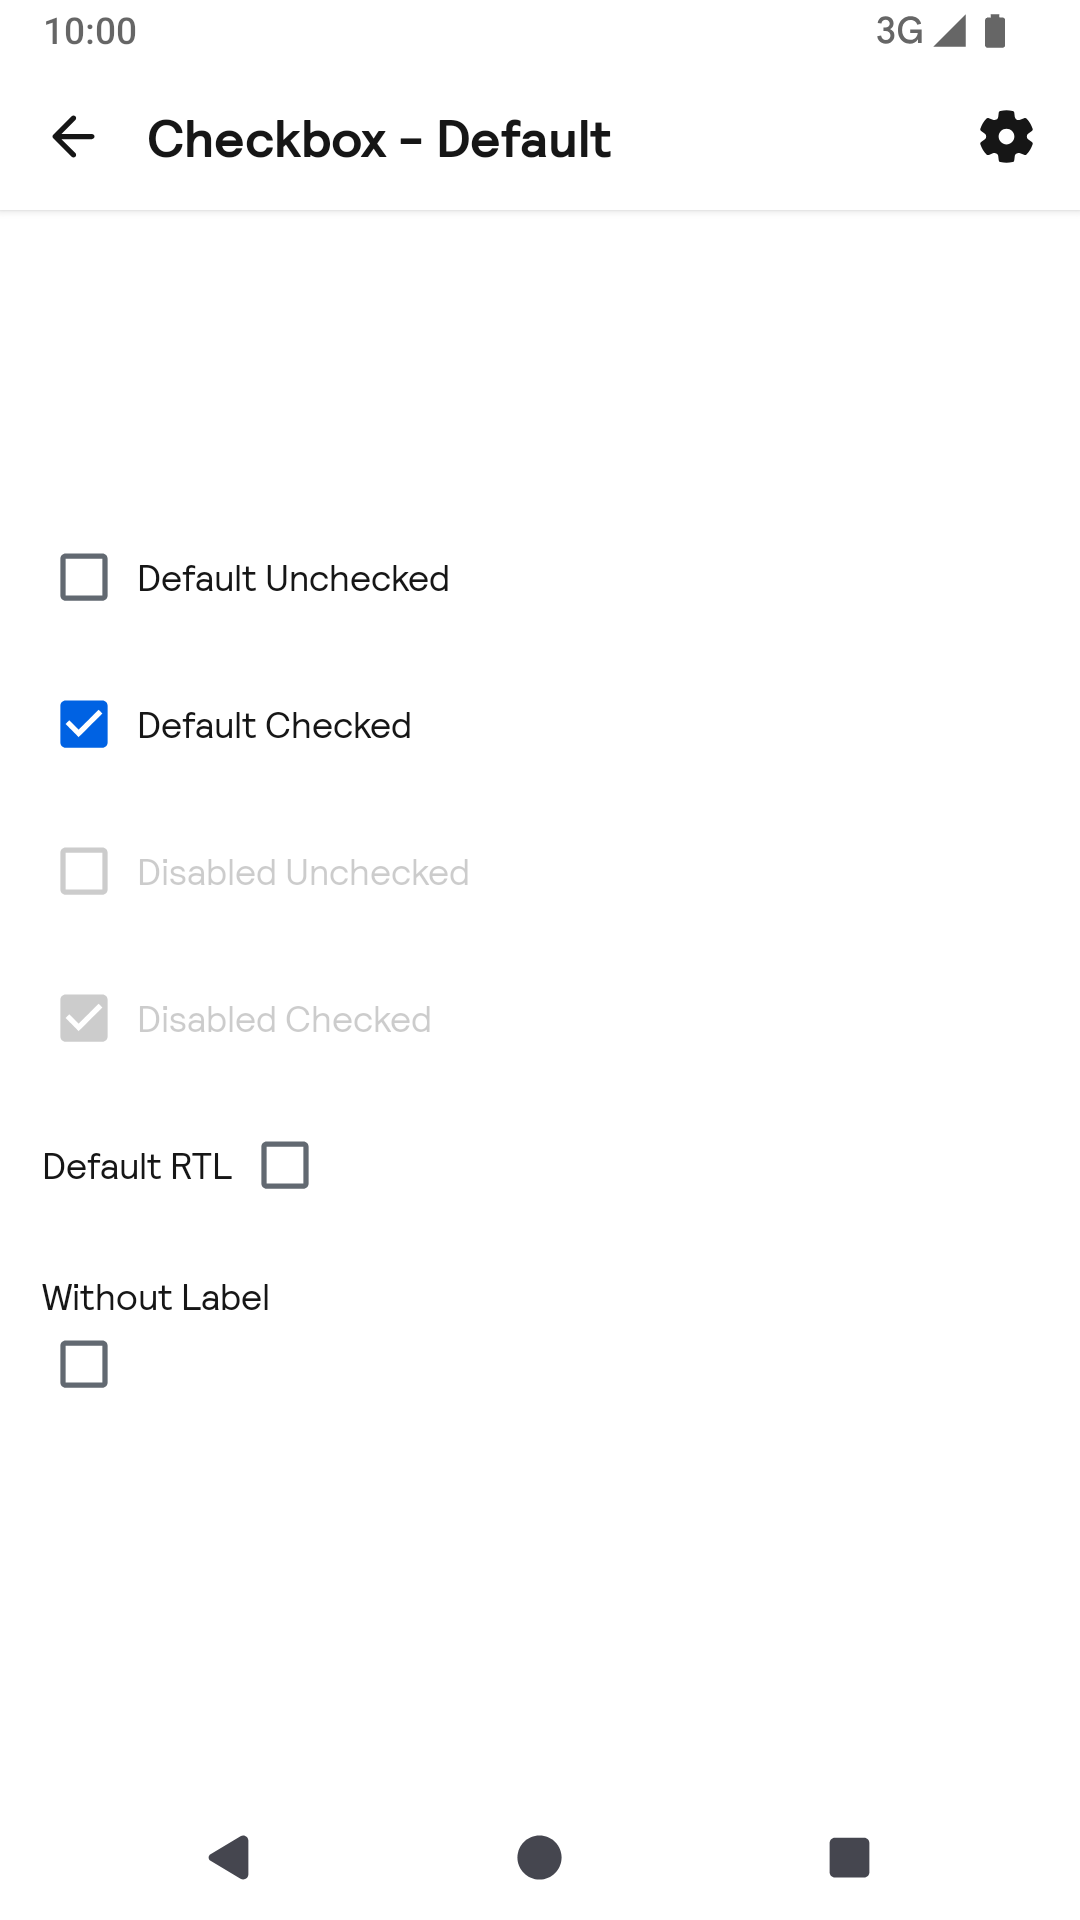 10:00 3G
Checkbox - Default
Default Unchecked
Default Checked
Disabled Unchecked
Disabled Checked
Default RTL
Without Label